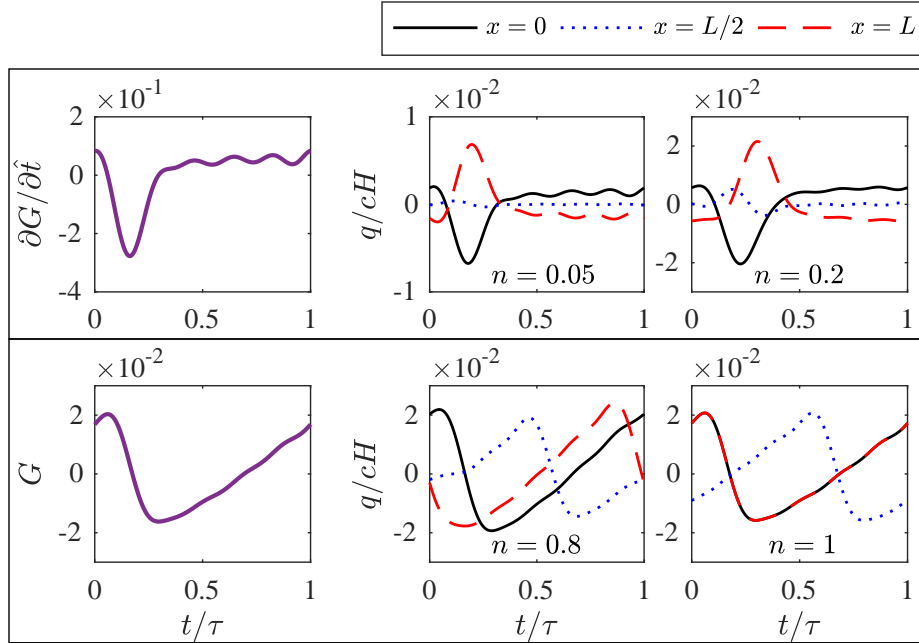 x = 0 x = L/2 x = L
×10⁻¹ ×10⁻² ×10⁻²
2 0 -2 -4
∂G/∂t̂
0 0.5 1
1 0 -1
q/cH
n = 0.05
0 0.5 1
2 0 -2
n = 0.2
0 0.5 1
×10⁻² ×10⁻² ×10⁻²
2 0 -2
G
0 0.5 1
t/τ
2 0 -2
q/cH
n = 0.8
0 0.5 1
t/τ
2 0 -2
n = 1
0 0.5 1
t/τ